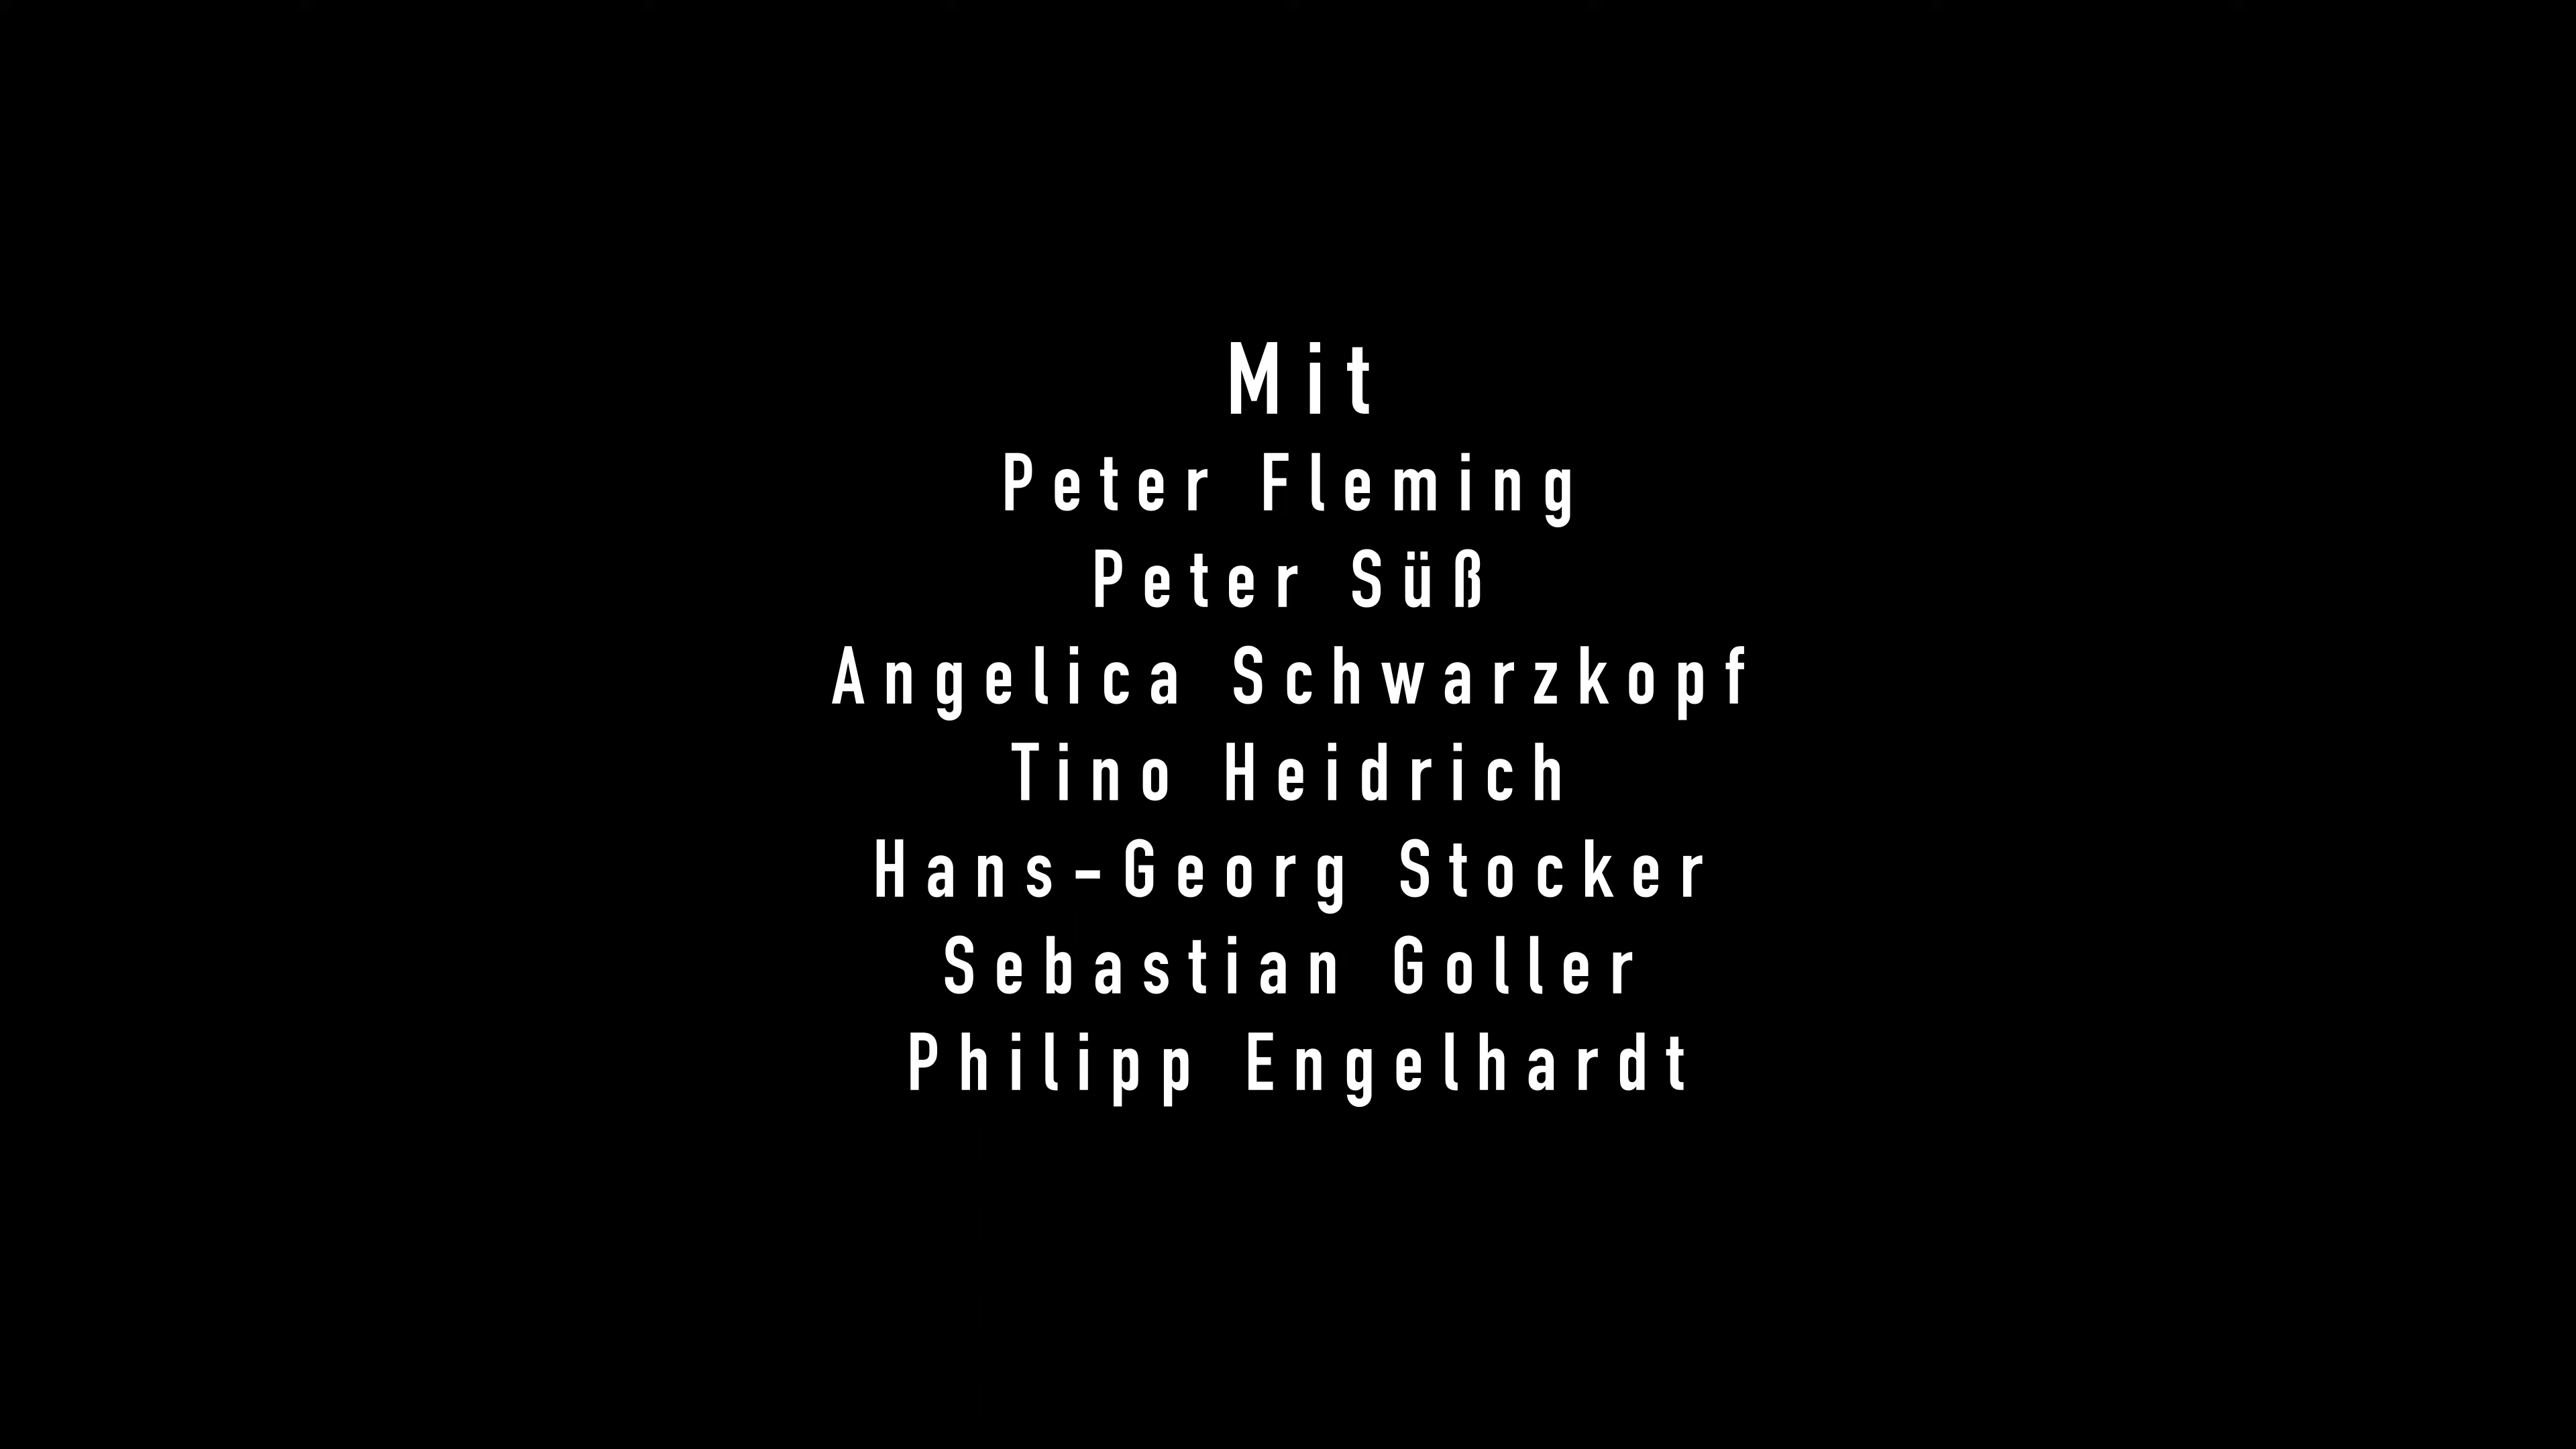 Mit
Peter Fleming
Peter Süß
Angelica Schwarzkopf
Tino Heidrich
Hans-Georg Stocker
Sebastian Goller
Philipp Engelhardt